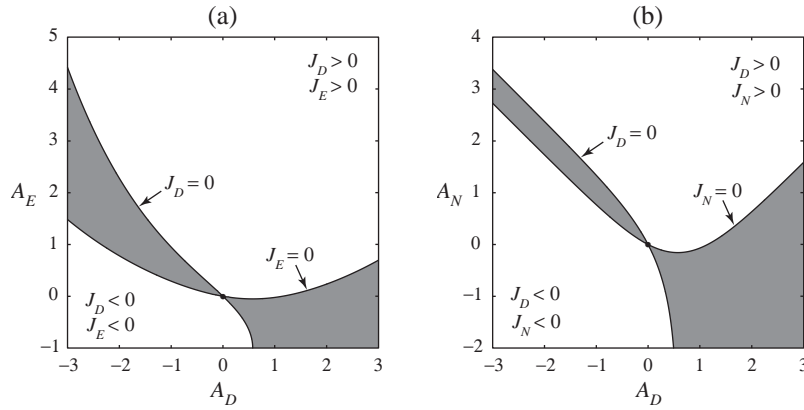 (a)
5
4
3
2
1
0
−1
A_E
−3
−2
−1
0
1
2
3
A_D
J_D > 0
J_E > 0
J_D = 0
J_E = 0
J_D < 0
J_E < 0
(b)
4
3
2
1
0
−1
−2
A_N
−3
−2
−1
0
1
2
3
A_D
J_D > 0
J_N > 0
J_D = 0
J_N = 0
J_D < 0
J_N < 0